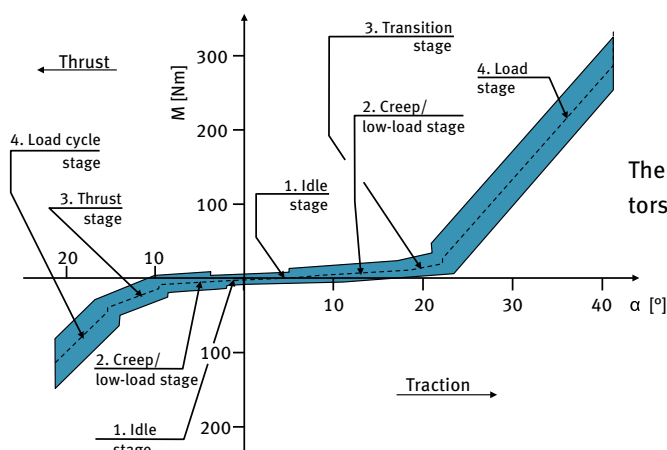 3. Transition
stage
Thrust
300
M [Nm]
4. Load
stage
2. Creep/
low-load stage
4. Load cycle
stage
200
The
1. Idle
stage
3. Thrust
stage
100
tors
20
10
10
20
30
40
α [º]
100
2. Creep/
low-load stage
Traction
1. Idle
stage
200